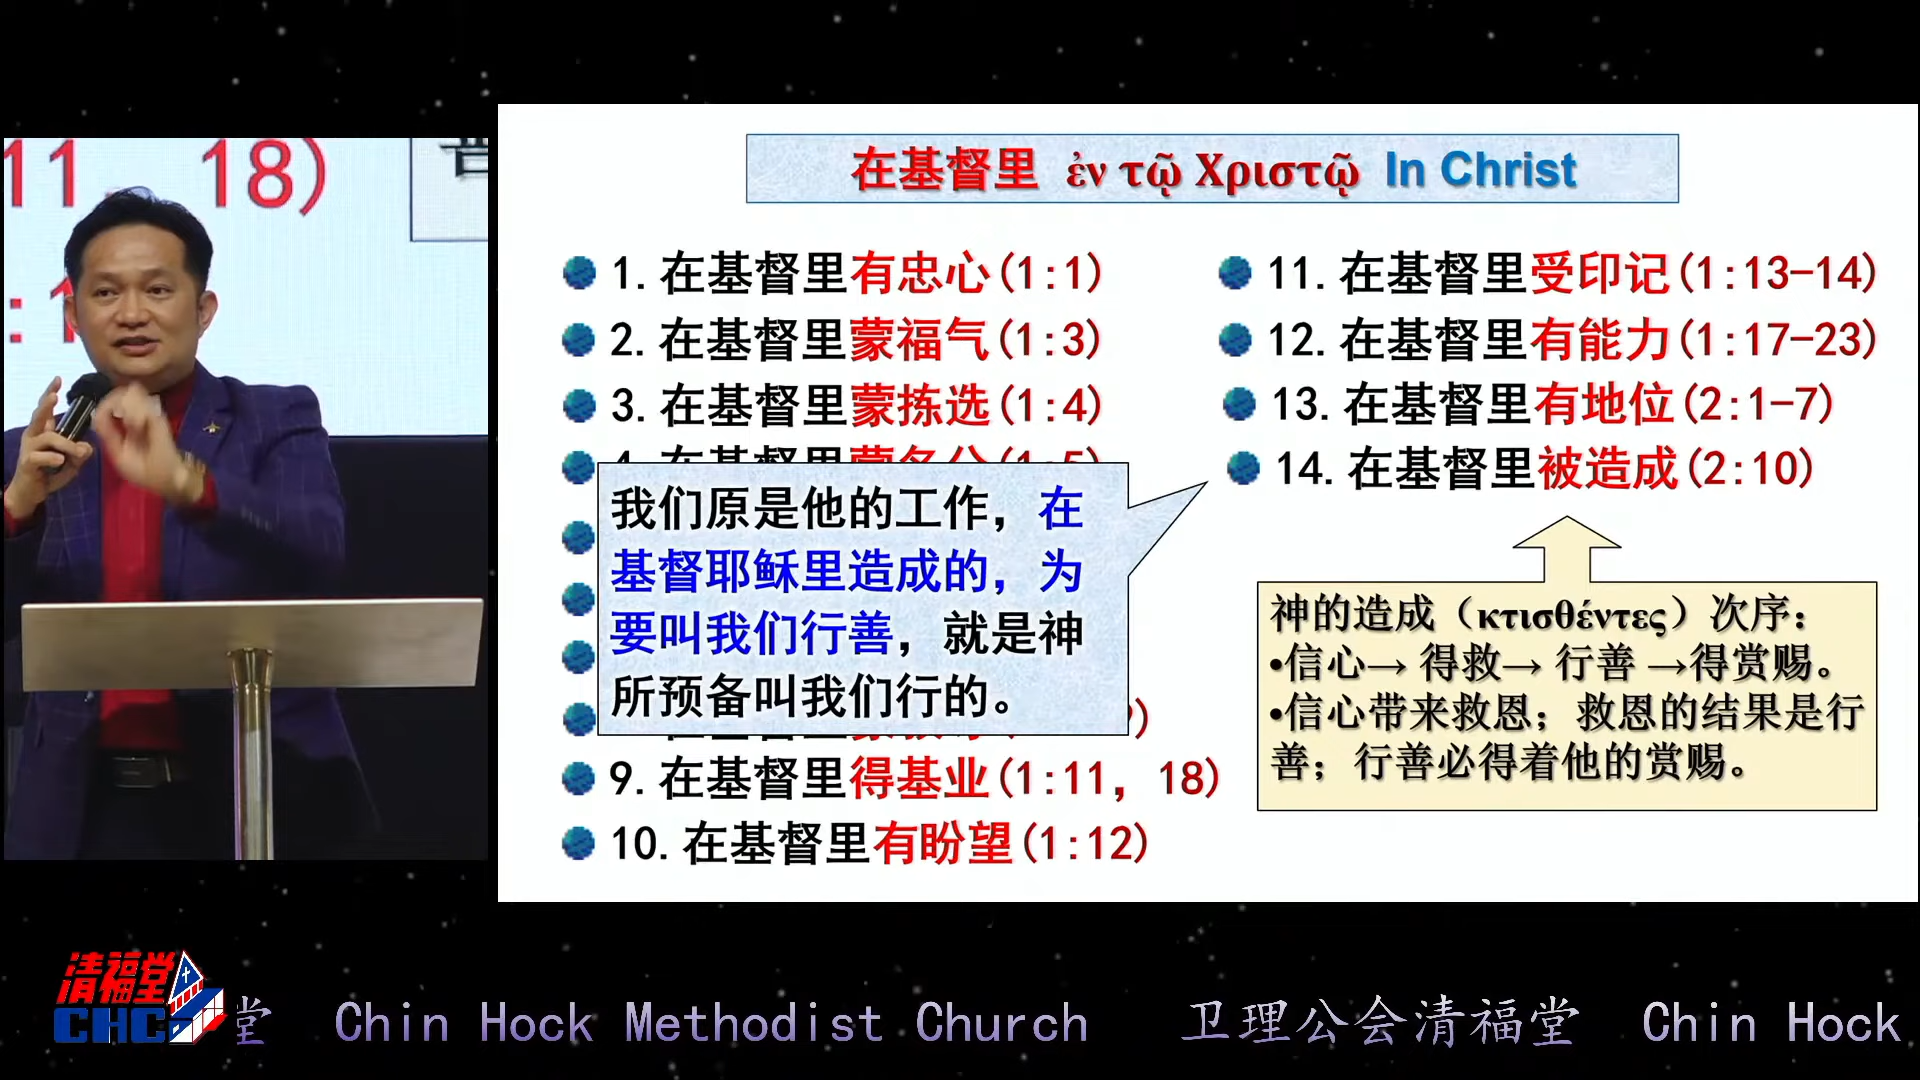 11, 18)
在基督里 ἐν τῷ Χριστῷ In Christ
1. 在基督里有忠心(1:1)
2. 在基督里蒙福气(1:3)
3. 在基督里蒙拣选(1:4)
我们原是他的工作，在
基督耶稣里造成的，为
要叫我们行善，就是神
所预备叫我们行的。
9. 在基督里得基业(1:11, 18)
10. 在基督里有盼望(1:12)
11. 在基督里受印记(1:13-14)
12. 在基督里有能力(1:17-23)
13. 在基督里有地位(2:1-7)
14. 在基督里被造成(2:10)
神的造成（κτισθέντες）次序：
•信心→ 得救→ 行善 →得赏赐。
•信心带来救恩；救恩的结果是行
善；行善必得着他的赏赐。
清福堂
CHC
堂 Chin Hock Methodist Church 卫理公会清福堂 Chin Hock